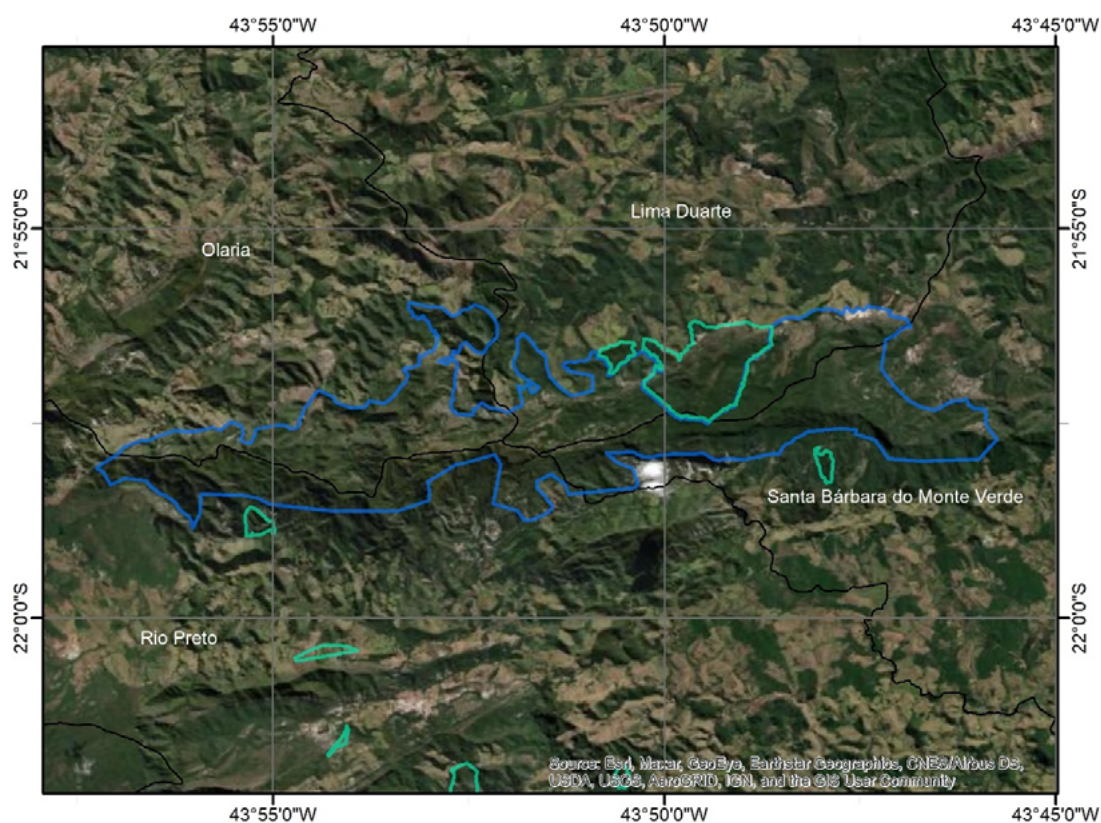 43°55'0"W 43°50'0"W 43°45'0"W
Lima Duarte
21°55'0"S 21°55'0"S
Olaria
Santa Bárbara do Monte Verde
22°0'0"S 22°0'0"S
Rio Preto
Source: Esri, Maxar, GeoEye, Earthstar Geographics, CNES/Airbus DS,
USDA, USGS, AeroGRID, IGN, and the GIS User Community
43°55'0"W 43°50'0"W 43°45'0"W